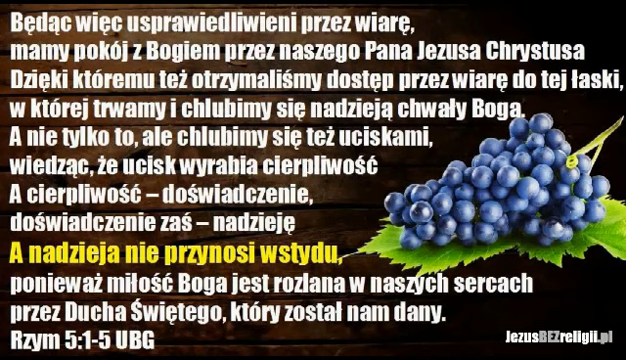 Będąc więc usprawiedliwieni przez wiarę,
mamy pokój z Bogiem przez naszego Pana Jezusa Chrystusa
Dzięki któremu też otrzymaliśmy dostęp przez wiarę do tej łaski,
w której trwamy i chlubimy się nadzieją chwały Boga.
A nie tylko to, ale chlubimy się też uciskami,
wiedząc, że ucisk wyrabia cierpliwość
A cierpliwość – doświadczenie,
doświadczenie zaś – nadzieję
A nadzieja nie przynosi wstydu,
ponieważ miłość Boga jest rozlana w naszych sercach
przez Ducha Świętego, który został nam dany.
Rzym 5:1-5 UBG
JezusBEZreligii.pl